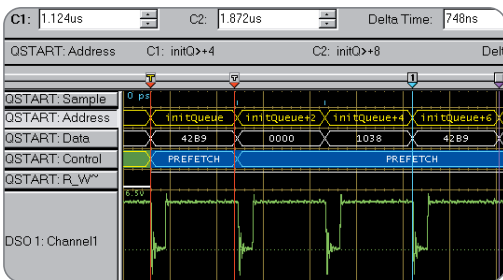 C1: 1.124us C2: 1.872us Delta Time: 748ns
QSTART: Address C1: initQ>+4 C2: initQ>+8 Del
T T 1
QSTART: Sample 0 ps
QSTART: Address initQueue initQueue+2 initQueue+4 initQueue+6
QSTART: Data 42B9 0000 1038 42B9
QSTART: Control PREFETCH PREFETCH
QSTART: R_W~
6.50
DSO 1: Channel1